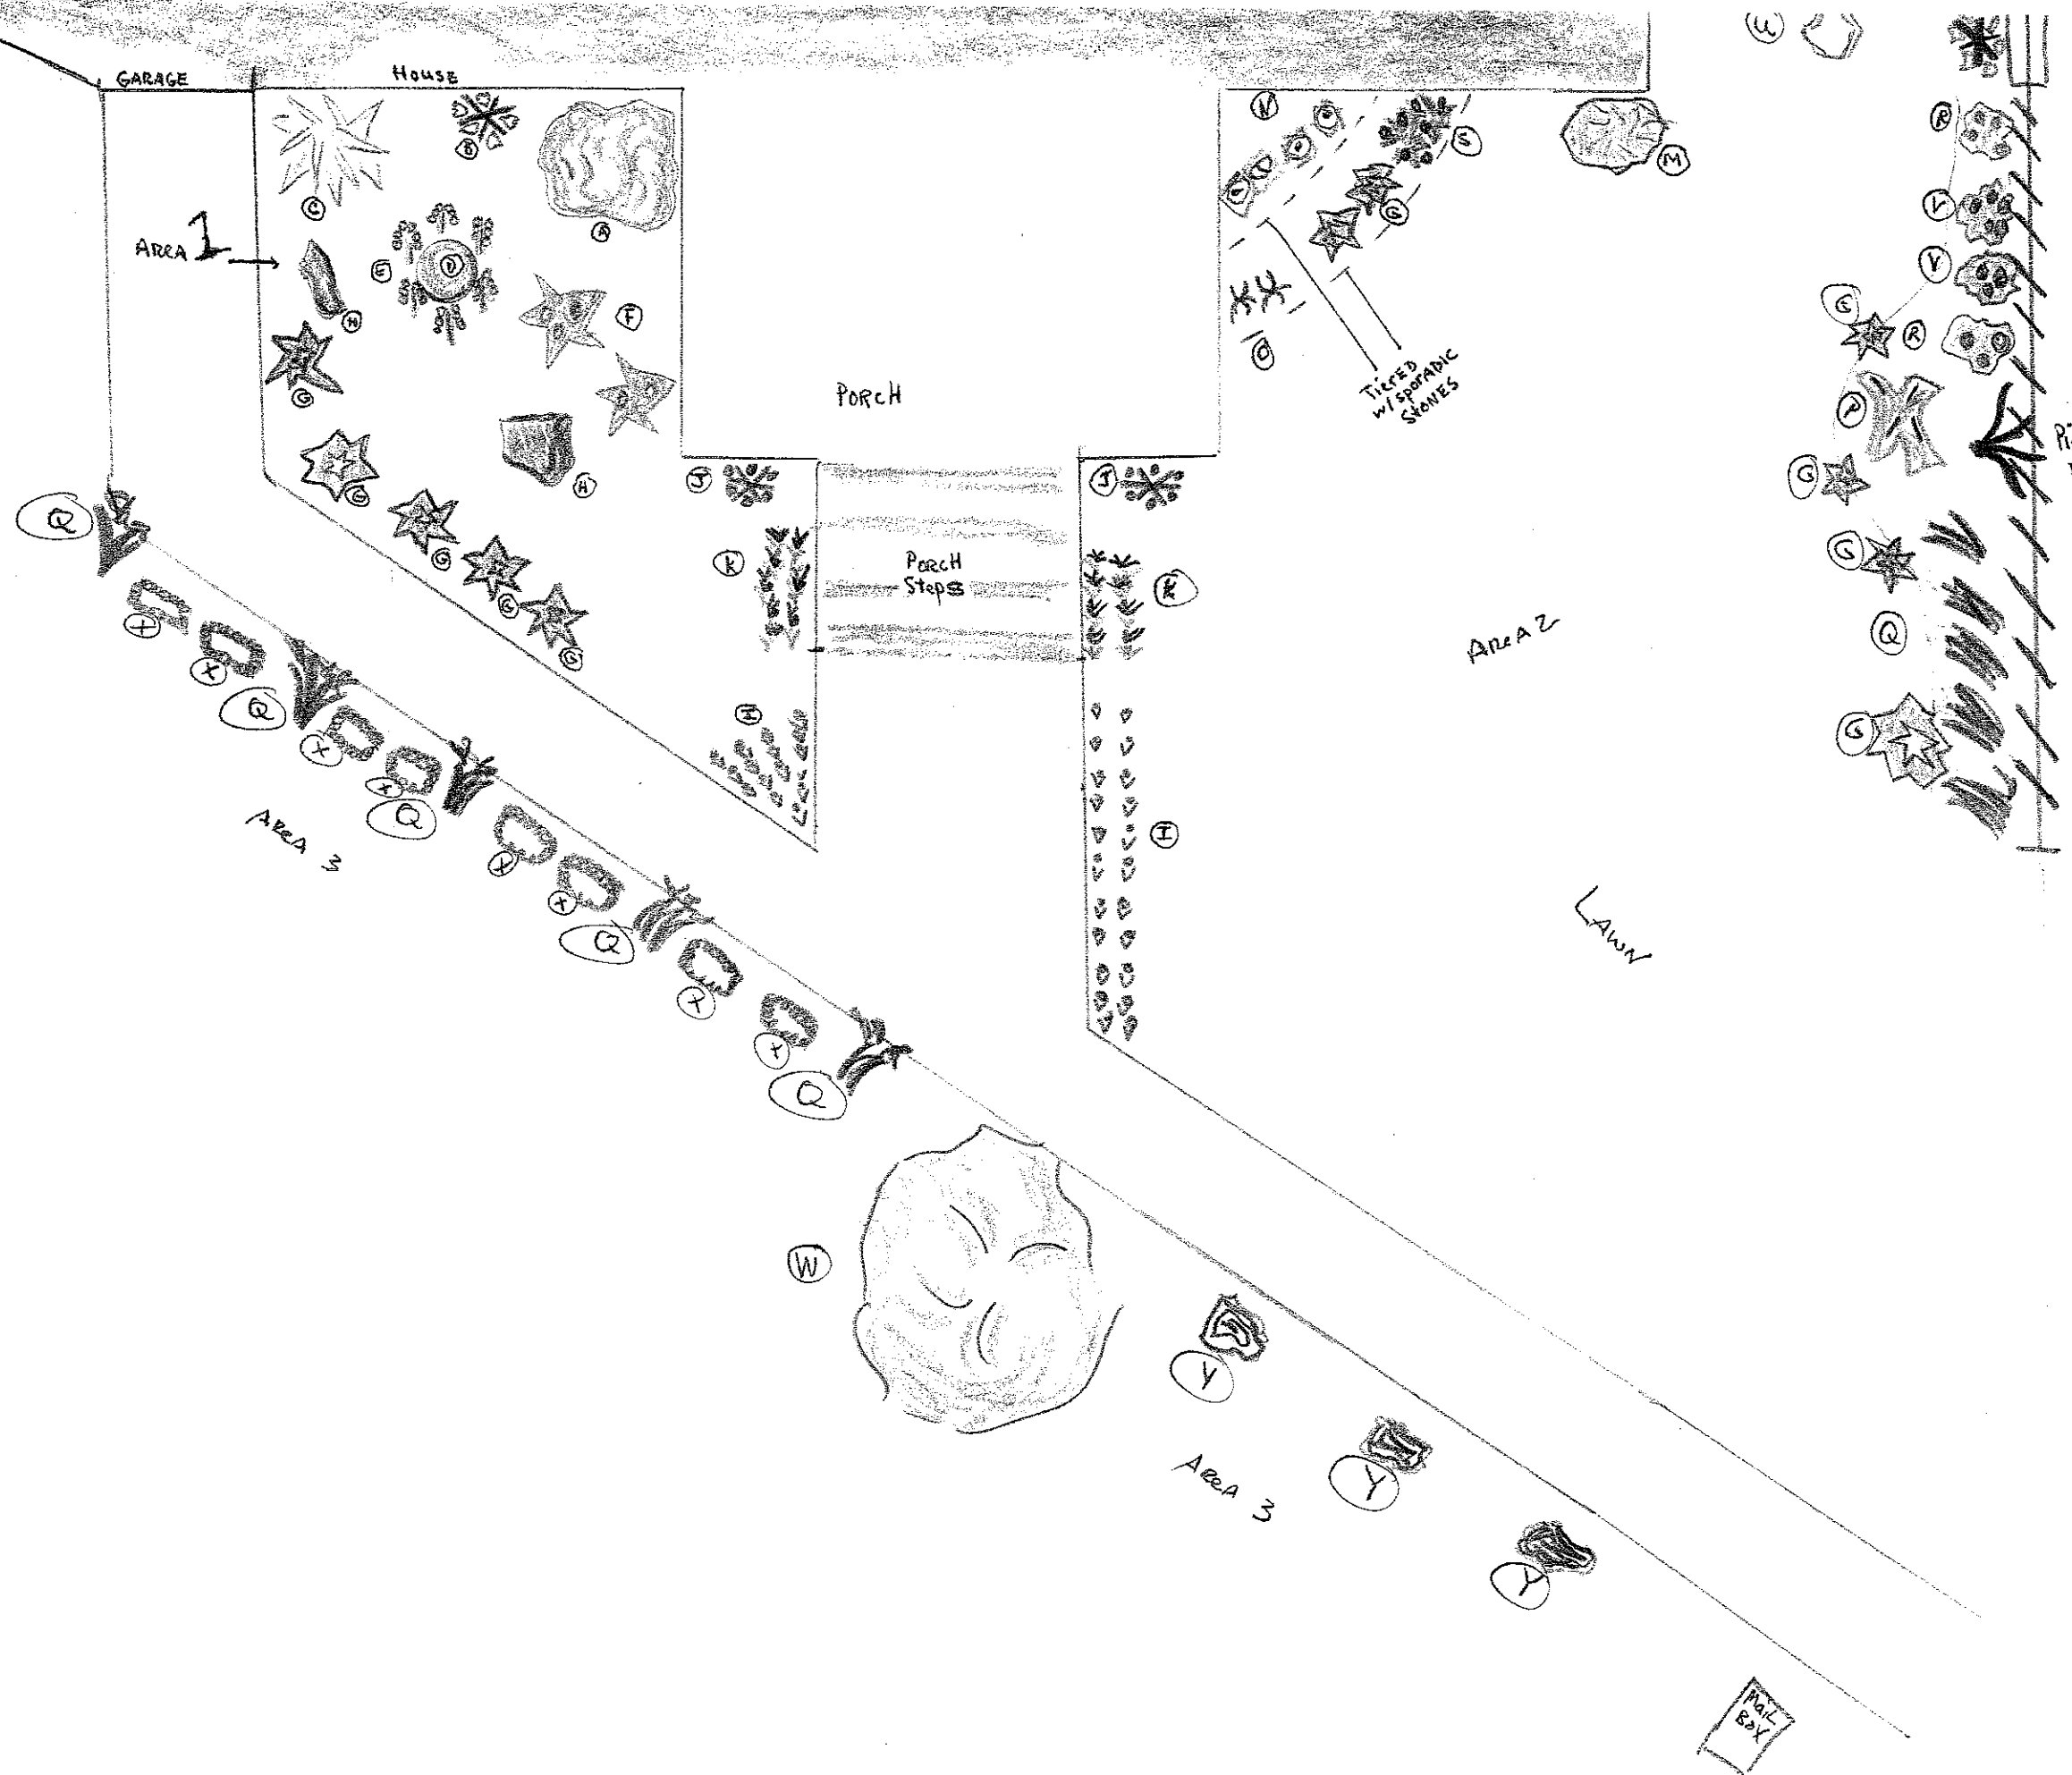 U
GARAGE
HOUSE
B
C
A
N
S
M
R
V
AREA 1
E
D
F
H
G
G
O
V
G
R
TIERED
w/ SPORADIC
STONES
PORCH
P
G
G
H
J
J
Q
G
K
PORCH
Steps
K
G
G
G
Q
AREA 2
X
X
Q
I
G
X
X
Q
I
AREA 3
X
X
Q
LAWN
X
X
Q
W
Y
Y
AREA 3
Y
MAIL
BOX